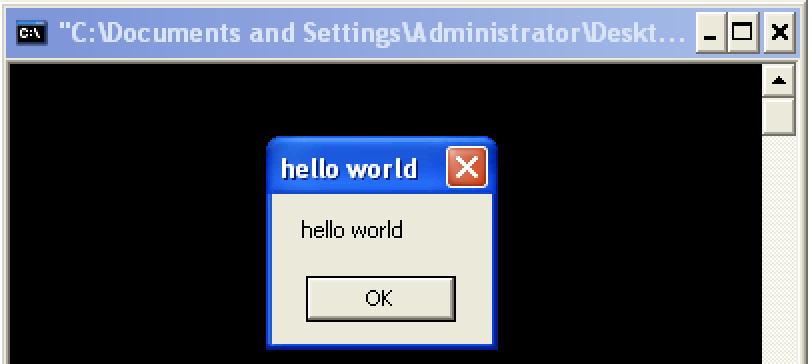 "C:\Documents and Settings\Administrator\Deskt...
hello world
hello world
OK